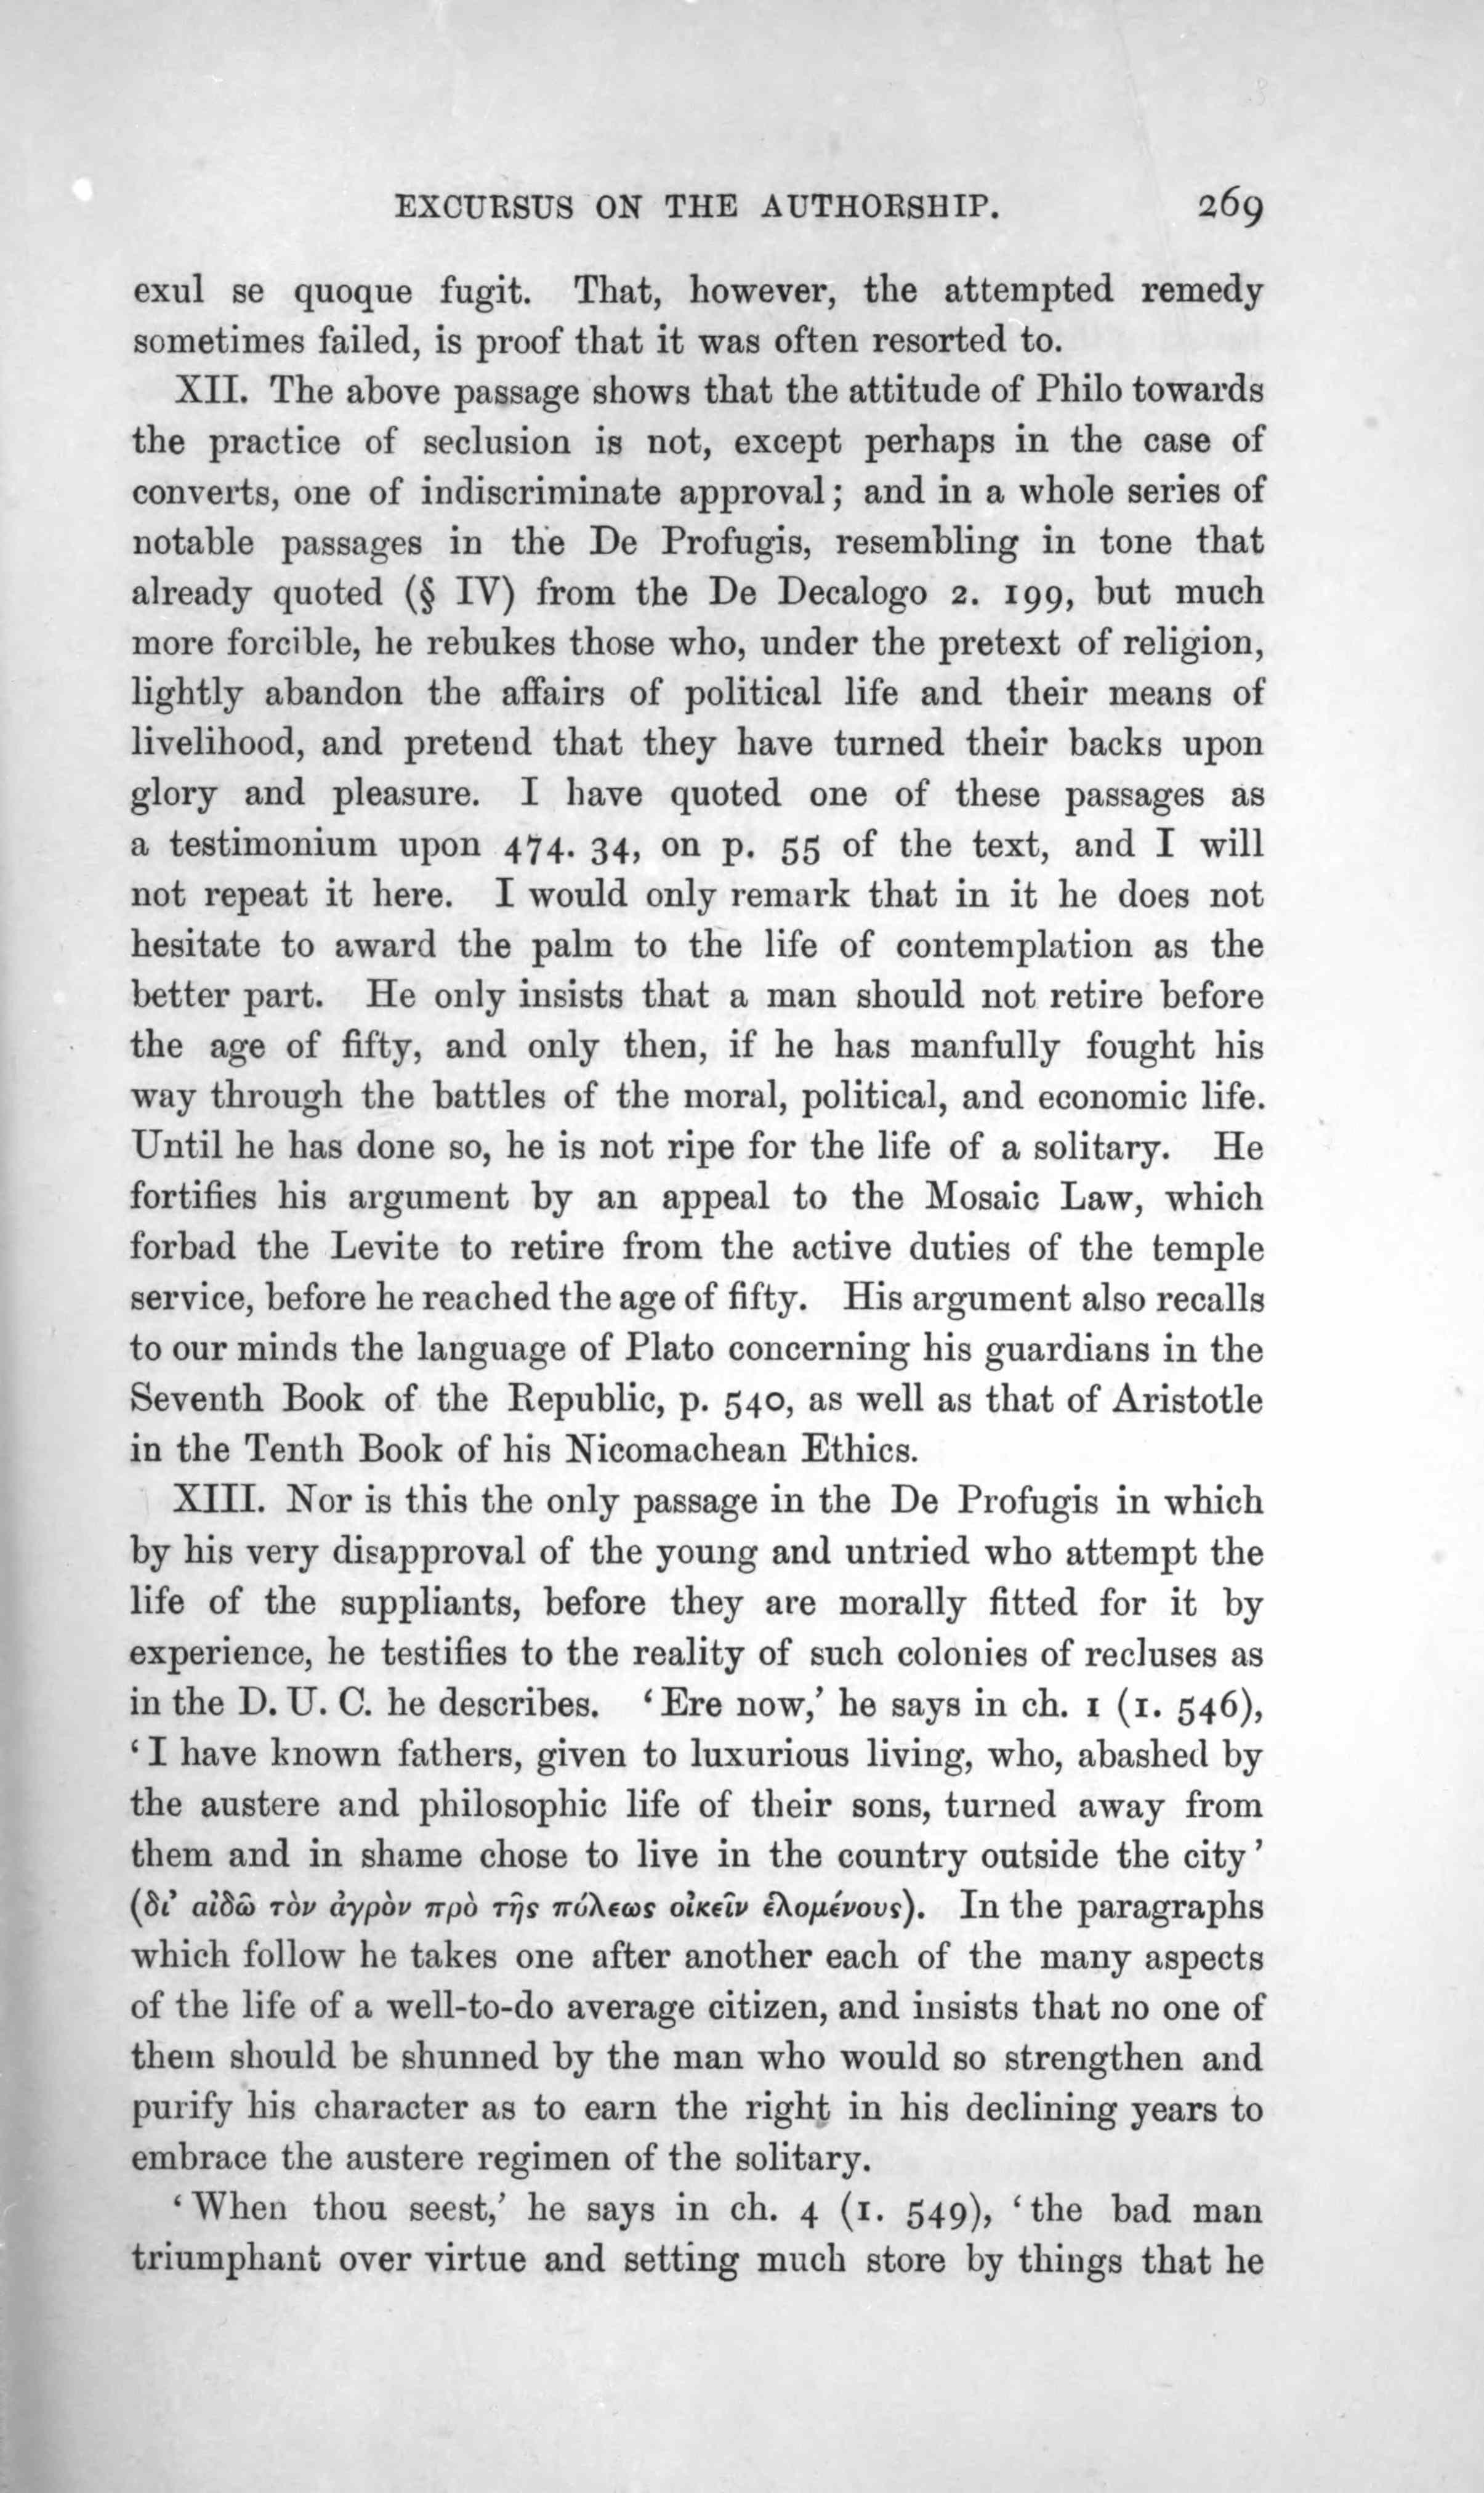 EXCURSUS ON THE AUTHORSHIP. 269
exul se quoque fugit. That, however, the attempted remedy
sometimes failed, is proof that it was often resorted to.
XII. The above passage shows that the attitude of Philo towards
the practice of seclusion is not, except perhaps in the case of
converts, one of indiscriminate approval; and in a whole series of
notable passages in the De Profugis, resembling in tone that
already quoted (§ IV) from the De Decalogo 2. 199, but much
more forcible, he rebukes those who, under the pretext of religion,
lightly abandon the affairs of political life and their means of
livelihood, and pretend that they have turned their backs upon
glory and pleasure. I have quoted one of these passages as
a testimonium upon 474. 34, on p. 55 of the text, and I will
not repeat it here. I would only remark that in it he does not
hesitate to award the palm to the life of contemplation as the
better part. He only insists that a man should not retire before
the age of fifty, and only then, if he has manfully fought his
way through the battles of the moral, political, and economic life.
Until he has done so, he is not ripe for the life of a solitary. He
fortifies his argument by an appeal to the Mosaic Law, which
forbad the Levite to retire from the active duties of the temple
service, before he reached the age of fifty. His argument also recalls
to our minds the language of Plato concerning his guardians in the
Seventh Book of the Republic, p. 540, as well as that of Aristotle
in the Tenth Book of his Nicomachean Ethics.
XIII. Nor is this the only passage in the De Profugis in which
by his very disapproval of the young and untried who attempt the
life of the suppliants, before they are morally fitted for it by
experience, he testifies to the reality of such colonies of recluses as
in the D. U. C. he describes. ‘Ere now,’ he says in ch. 1 (1. 546),
‘I have known fathers, given to luxurious living, who, abashed by
the austere and philosophic life of their sons, turned away from
them and in shame chose to live in the country outside the city’
(δι’ αἰδῶ τὸν ἀγρὸν πρὸ τῆς πόλεως οἰκεῖν ἑλομένους). In the paragraphs
which follow he takes one after another each of the many aspects
of the life of a well-to-do average citizen, and insists that no one of
them should be shunned by the man who would so strengthen and
purify his character as to earn the right in his declining years to
embrace the austere regimen of the solitary.
‘When thou seest,’ he says in ch. 4 (1. 549), ‘the bad man
triumphant over virtue and setting much store by things that he